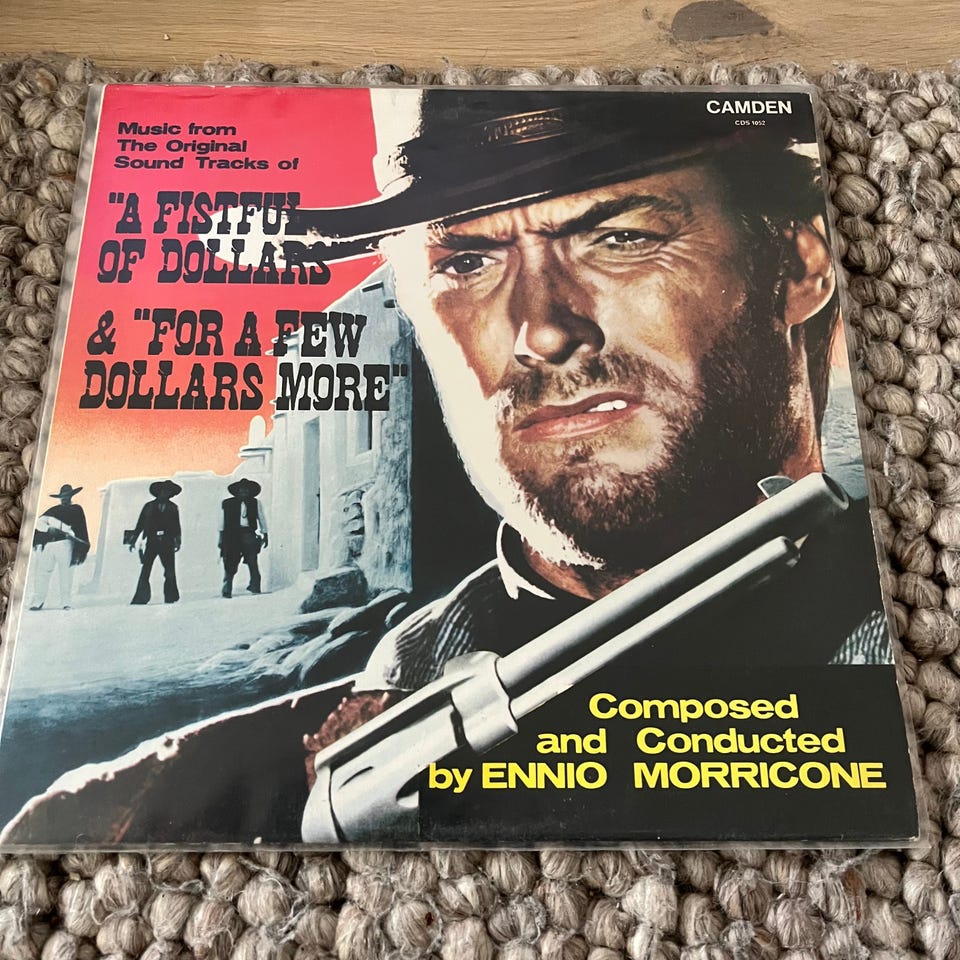 CAMDEN
CDS 1052
Music from
The Original
Sound Tracks of
"A FISTFUL
OF DOLLARS"
& "FOR A FEW
DOLLARS MORE"
Composed
and Conducted
by ENNIO MORRICONE